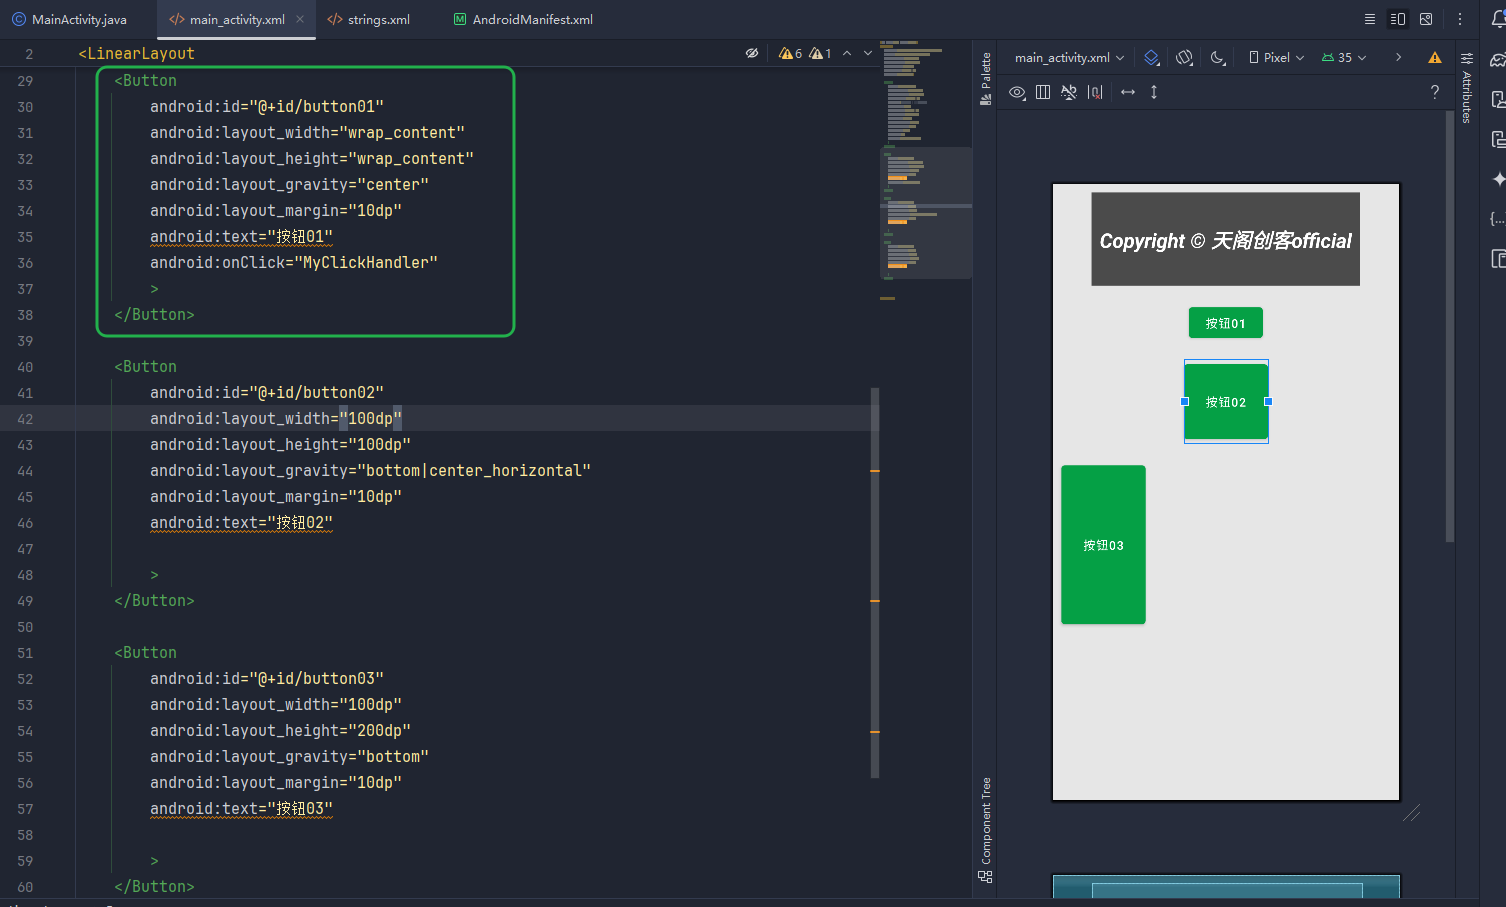 MainActivity.java
main_activity.xml
strings.xml
AndroidManifest.xml
2 <LinearLayout
6 1
29 <Button
30 android:id="@+id/button01"
31 android:layout_width="wrap_content"
32 android:layout_height="wrap_content"
33 android:layout_gravity="center"
34 android:layout_margin="10dp"
35 android:text="按钮01"
36 android:onClick="MyClickHandler"
37 >
38 </Button>
39
40 <Button
41 android:id="@+id/button02"
42 android:layout_width="100dp"
43 android:layout_height="100dp"
44 android:layout_gravity="bottom|center_horizontal"
45 android:layout_margin="10dp"
46 android:text="按钮02"
47
48 >
49 </Button>
50
51 <Button
52 android:id="@+id/button03"
53 android:layout_width="100dp"
54 android:layout_height="200dp"
55 android:layout_gravity="bottom"
56 android:layout_margin="10dp"
57 android:text="按钮03"
58
59 >
60 </Button>
Palette
Component Tree
main_activity.xml
Pixel
35
?
Attributes
Copyright © 天阁创客official
按钮01
按钮02
按钮03